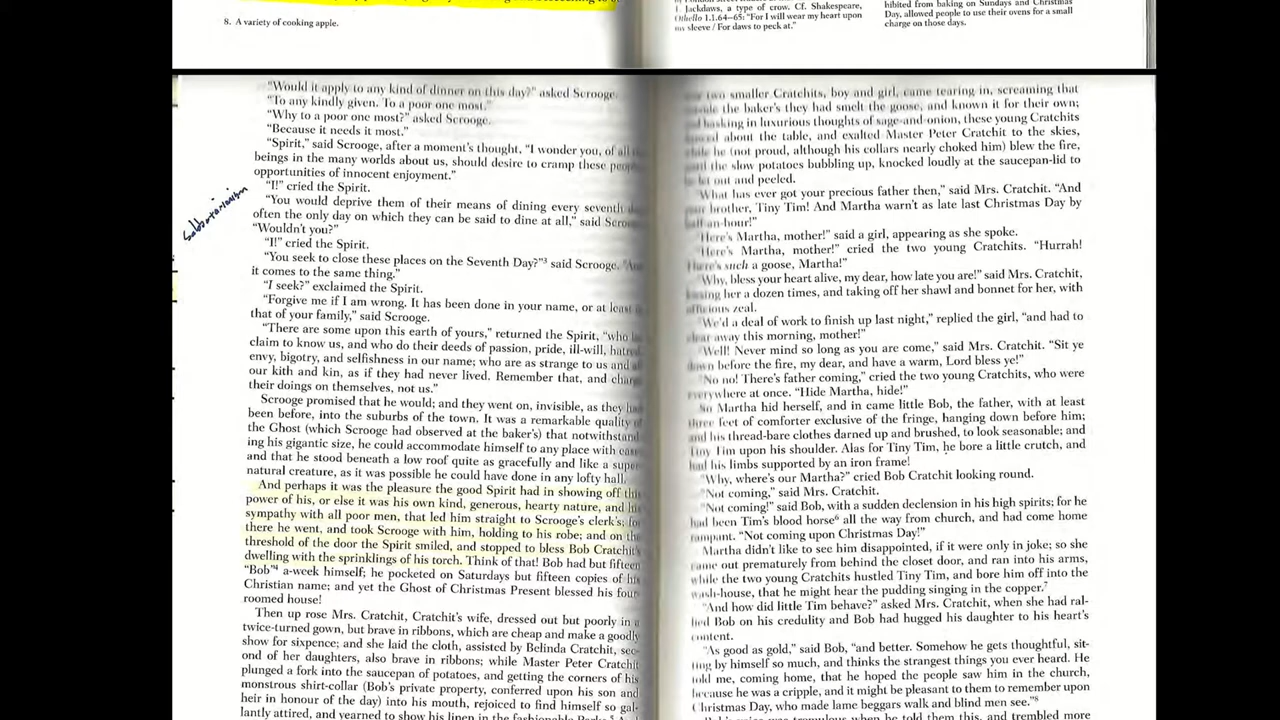 8. A variety of cooking apple.
1. Jackdaws, a type of crow. Cf. Shakespeare,
Othello 1.1.64–65: "For I will wear my heart upon
my sleeve / For daws to peck at."
hibited from baking on Sundays and Christmas
Day, allowed people to use their ovens for a small
charge on those days.
"Would it apply to any kind of dinner on this day?" asked Scrooge.
"To any kindly given. To a poor one most."
"Why to a poor one most?" asked Scrooge.
"Because it needs it most."
"Spirit," said Scrooge, after a moment's thought. "I wonder you, of all
beings in the many worlds about us, should desire to cramp these
opportunities of innocent enjoyment."
"I!" cried the Spirit.
"You would deprive them of their means of dining every seventh
often the only day on which they can be said to dine at all," said
"Wouldn't you?"
"I!" cried the Spirit.
"You seek to close these places on the Seventh Day?"³ said Scrooge.
it comes to the same thing."
"I seek?" exclaimed the Spirit.
"Forgive me if I am wrong. It has been done in your name, or at least
that of your family," said Scrooge.
"There are some upon this earth of yours," returned the Spirit, "who
claim to know us, and who do their deeds of passion, pride, ill-will,
envy, bigotry, and selfishness in our name; who are as strange to us and
our kith and kin, as if they had never lived. Remember that, and
their doings on themselves, not us."
Scrooge promised that he would; and they went on, invisible, as they had
been before, into the suburbs of the town. It was a remarkable quality of
the Ghost (which Scrooge had observed at the baker's) that
ing his gigantic size, he could accommodate himself to any place with
and that he stood beneath a low roof quite as gracefully and like a
natural creature, as it was possible he could have done in any lofty hall.
And perhaps it was the pleasure the good Spirit had in showing off this
power of his, or else it was his own kind, generous, hearty nature, and his
sympathy with all poor men, that led him straight to Scrooge's clerk's; for
there he went, and took Scrooge with him, holding to his robe; and on the
threshold of the door the Spirit smiled, and stopped to bless Bob Cratchit's
dwelling with the sprinklings of his torch. Think of that! Bob had but fifteen
"Bob"⁴ a-week himself; he pocketed on Saturdays but fifteen copies of his
Christian name; and yet the Ghost of Christmas Present blessed his four-
roomed house!
Then up rose Mrs. Cratchit, Cratchit's wife, dressed out but poorly in a
twice-turned gown, but brave in ribbons, which are cheap and make a goodly
show for sixpence; and she laid the cloth, assisted by Belinda Cratchit, sec-
ond of her daughters, also brave in ribbons; while Master Peter Cratchit
plunged a fork into the saucepan of potatoes, and getting the corners of his
monstrous shirt-collar (Bob's private property, conferred upon his son and
heir in honour of the day) into his mouth, rejoiced to find himself so gal-
lantly attired, and yearned to show his linen in the fashionable
Sabbatarianism
two smaller Cratchits, boy and girl, came tearing in, screaming that
the baker's they had smelt the goose, and known it for their own;
basking in luxurious thoughts of sage-and-onion, these young Cratchits
about the table, and exalted Master Peter Cratchit to the skies,
while he (not proud, although his collars nearly choked him) blew the fire,
the slow potatoes bubbling up, knocked loudly at the saucepan-lid to
be let out and peeled.
"What has ever got your precious father then," said Mrs. Cratchit. "And
your brother, Tiny Tim! And Martha warn't as late last Christmas Day by
half-an-hour!"
"Here's Martha, mother!" said a girl, appearing as she spoke.
"Here's Martha, mother!" cried the two young Cratchits. "Hurrah!
There's such a goose, Martha!"
"Why, bless your heart alive, my dear, how late you are!" said Mrs. Cratchit,
kissing her a dozen times, and taking off her shawl and bonnet for her, with
officious zeal.
"We'd a deal of work to finish up last night," replied the girl, "and had to
clear away this morning, mother!"
"Well! Never mind so long as you are come," said Mrs. Cratchit. "Sit ye
down before the fire, my dear, and have a warm, Lord bless ye!"
"No no! There's father coming," cried the two young Cratchits, who were
everywhere at once. "Hide Martha, hide!"
So Martha hid herself, and in came little Bob, the father, with at least
three feet of comforter exclusive of the fringe, hanging down before him;
and his thread-bare clothes darned up and brushed, to look seasonable; and
Tiny Tim upon his shoulder. Alas for Tiny Tim, he bore a little crutch, and
had his limbs supported by an iron frame!
"Why, where's our Martha?" cried Bob Cratchit looking round.
"Not coming," said Mrs. Cratchit.
"Not coming!" said Bob, with a sudden declension in his high spirits; for he
had been Tim's blood horse⁶ all the way from church, and had come home
rampant. "Not coming upon Christmas Day!"
Martha didn't like to see him disappointed, if it were only in joke; so she
came out prematurely from behind the closet door, and ran into his arms,
while the two young Cratchits hustled Tiny Tim, and bore him off into the
wash-house, that he might hear the pudding singing in the copper.⁷
"And how did little Tim behave?" asked Mrs. Cratchit, when she had ral-
lied Bob on his credulity and Bob had hugged his daughter to his heart's
content.
"As good as gold," said Bob, "and better. Somehow he gets thoughtful, sit-
ting by himself so much, and thinks the strangest things you ever heard. He
told me, coming home, that he hoped the people saw him in the church,
because he was a cripple, and it might be pleasant to them to remember upon
Christmas Day, who made lame beggars walk and blind men see."⁸
when he told them this, and trembled more